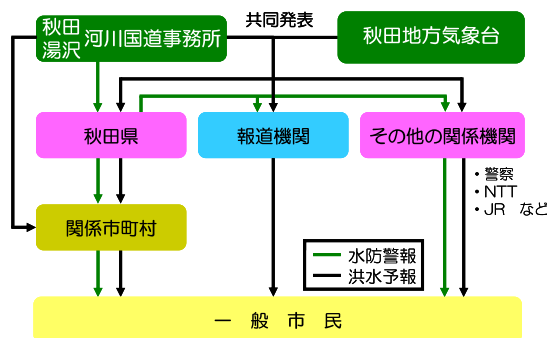 秋田
湯沢
河川国道事務所
共同発表
秋田地方気象台
秋田県
報道機関
その他の関係機関
・警察
・NTT
・JR など
関係市町村
水防警報
洪水予報
一 般 市 民